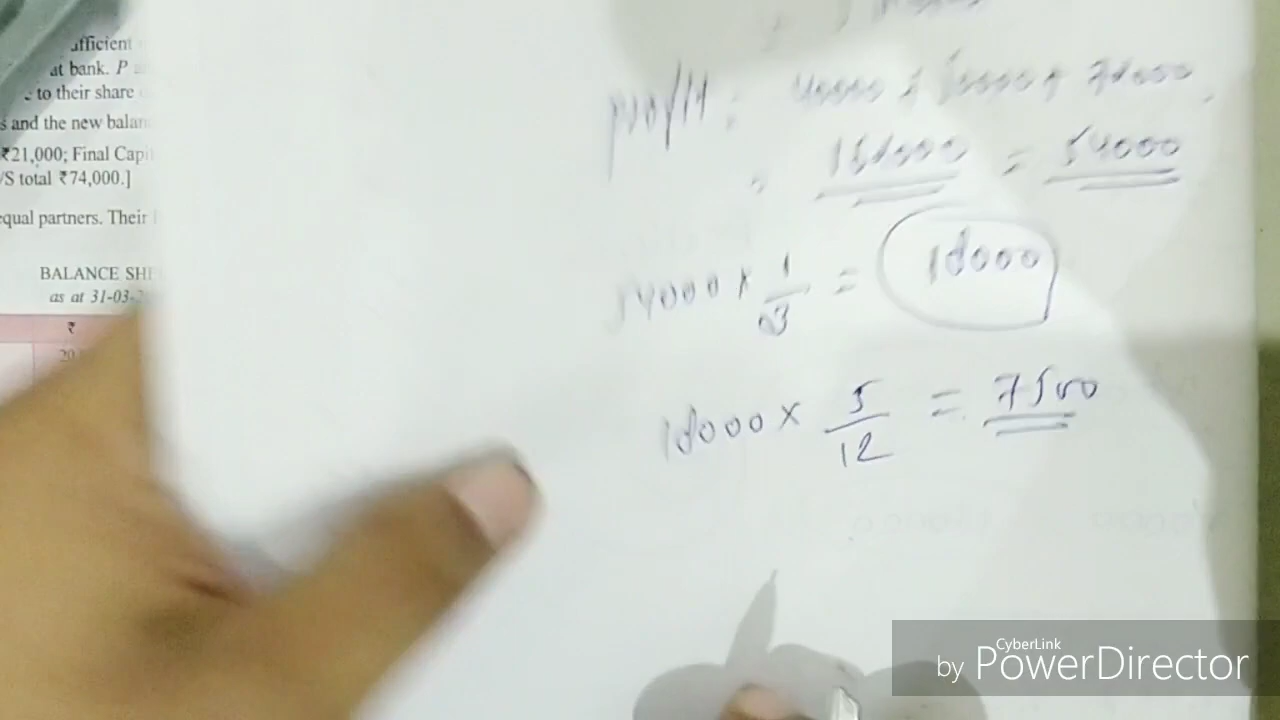 at bank. P
to their share
and the new balan
₹21,000; Final Capi
/S total ₹74,000.]
equal partners. Their
BALANCE SHE
as at 31-03-2
₹
20
profit :
= 54000
54000 × 1/3 = 18000
18000 × 5/12 = 7500
CyberLink
by PowerDirector